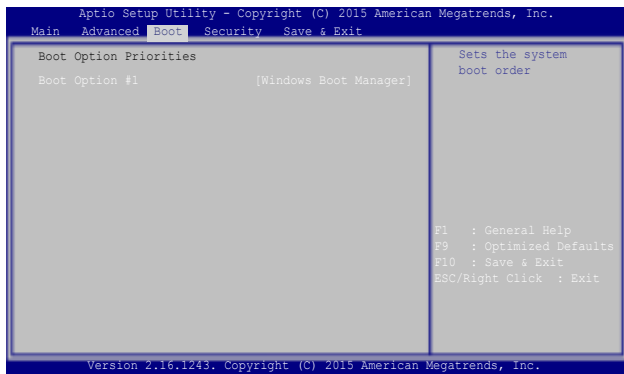 Aptio Setup Utility - Copyright (C) 2015 American Megatrends, Inc.
Main Advanced Boot Security Save & Exit
Boot Option Priorities
Boot Option #1 [Windows Boot Manager]
Sets the system
boot order
F1 : General Help
F9 : Optimized Defaults
F10 : Save & Exit
ESC/Right Click : Exit
Version 2.16.1243. Copyright (C) 2015 American Megatrends, Inc.